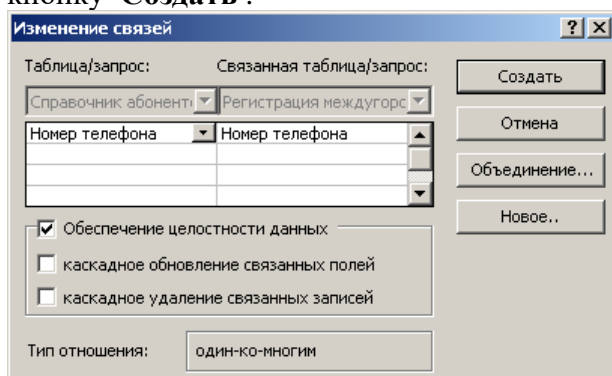 кнопку "Создать".
Изменение связей
Таблица/запрос: Связанная таблица/запрос:
Справочник абоненто Регистрация междугорс
Номер телефона Номер телефона
Обеспечение целостности данных
каскадное обновление связанных полей
каскадное удаление связанных записей
Тип отношения: один-ко-многим
Создать
Отмена
Объединение...
Новое..